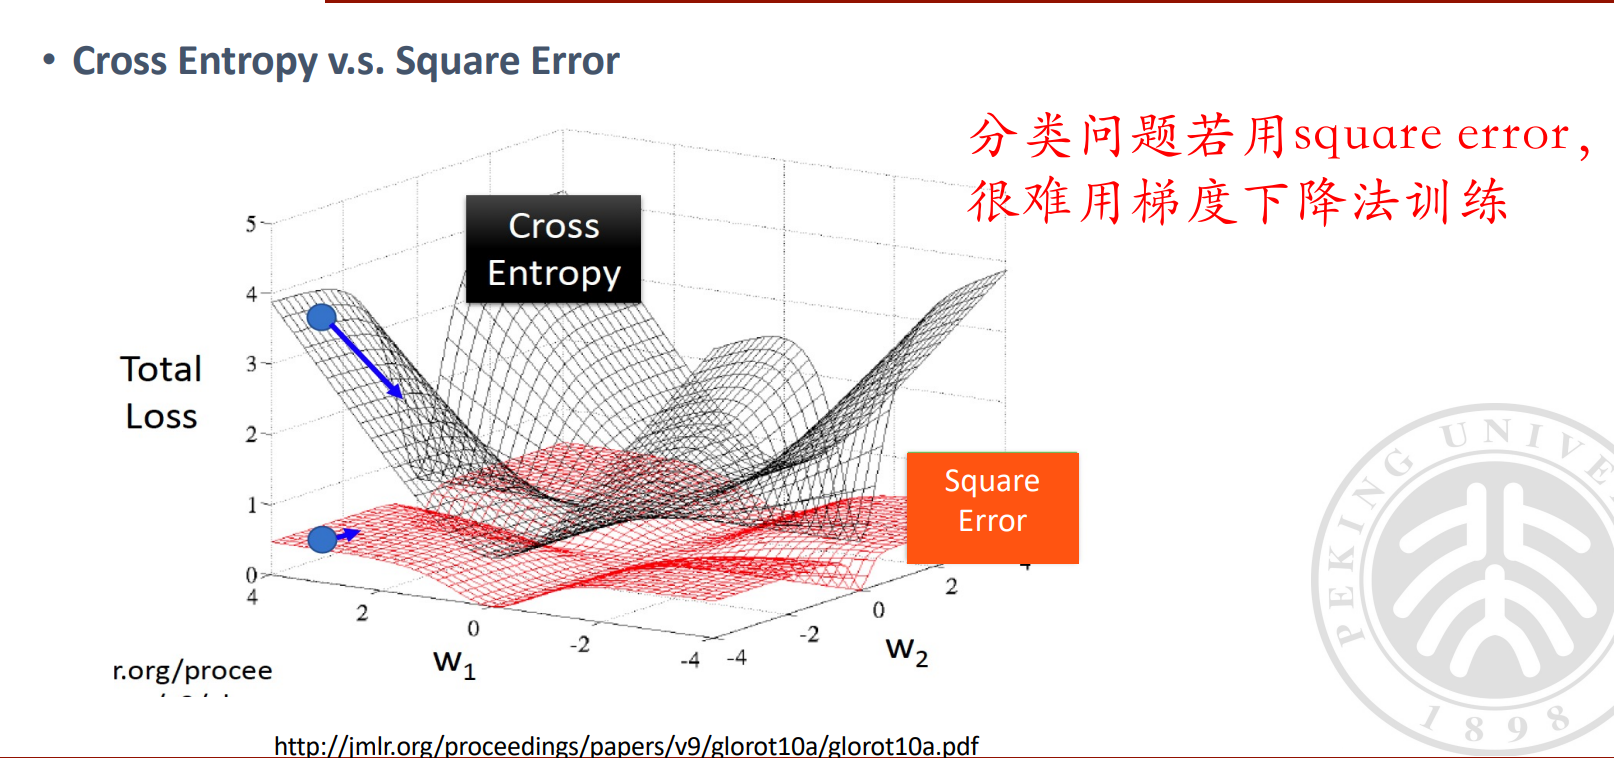 • Cross Entropy v.s. Square Error
分类问题若用square error，
很难用梯度下降法训练
Cross
Entropy
Total
Loss
5
4
3
2
1
0
4
2
0
-2
-4
-4
-2
0
2
w1
w2
Square
Error
r.org/procee
http://jmlr.org/proceedings/papers/v9/glorot10a/glorot10a.pdf
PEKING UNIVE
1898